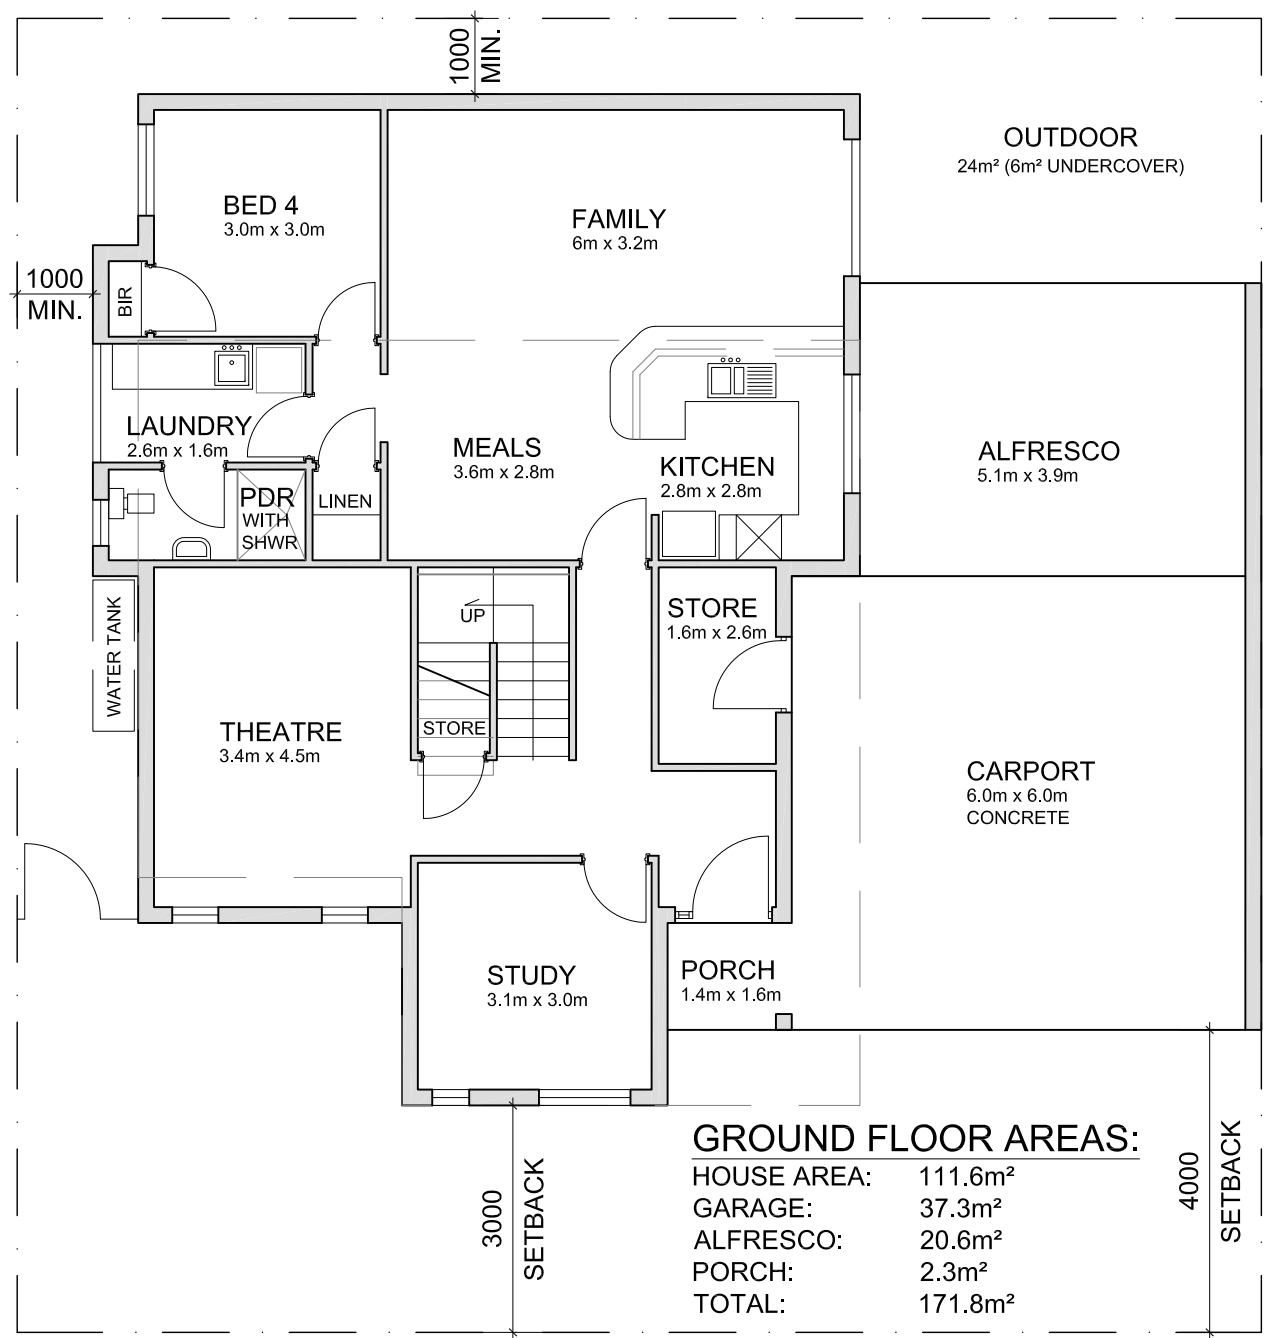 1000
MIN.
OUTDOOR
24m² (6m² UNDERCOVER)
BED 4
3.0m x 3.0m
FAMILY
6m x 3.2m
1000
MIN.
BIR
LAUNDRY
2.6m x 1.6m
MEALS
3.6m x 2.8m
KITCHEN
2.8m x 2.8m
ALFRESCO
5.1m x 3.9m
PDR
WITH
SHWR
LINEN
WATER TANK
UP
STORE
1.6m x 2.6m
THEATRE
3.4m x 4.5m
STORE
CARPORT
6.0m x 6.0m
CONCRETE
STUDY
3.1m x 3.0m
PORCH
1.4m x 1.6m
3000
SETBACK
GROUND FLOOR AREAS:
HOUSE AREA: 111.6m²
GARAGE: 37.3m²
ALFRESCO: 20.6m²
PORCH: 2.3m²
TOTAL: 171.8m²
4000
SETBACK